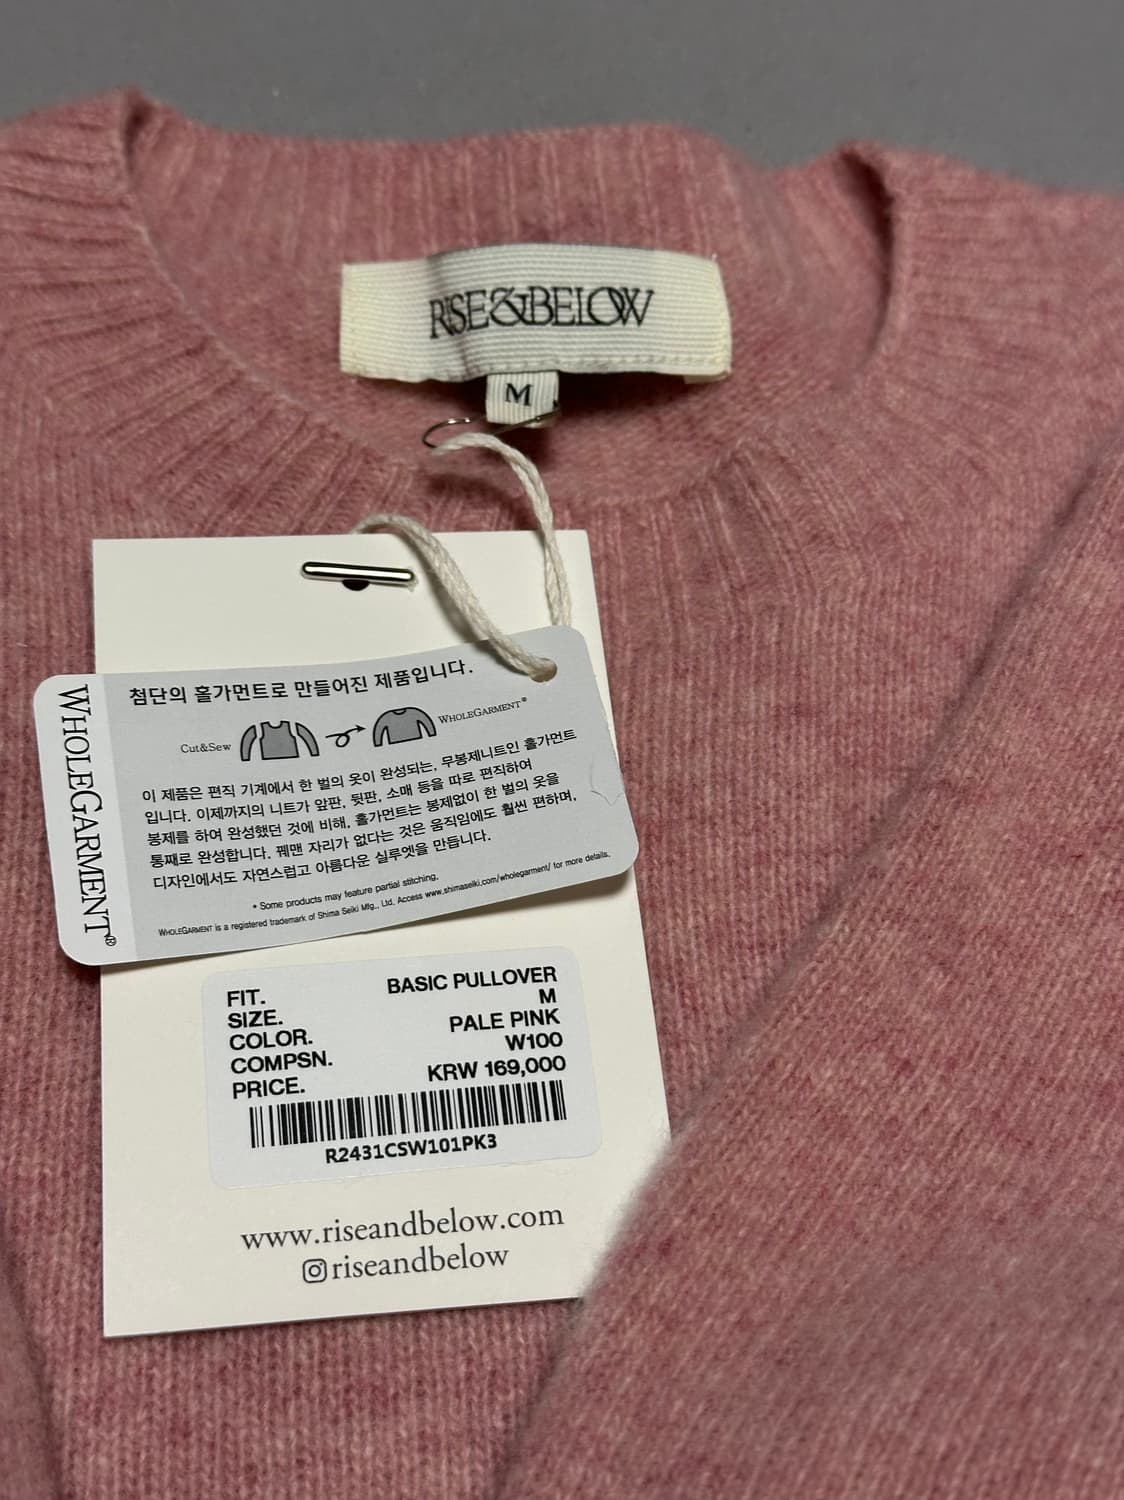 RISE&BELOW
M
WHOLEGARMENT®
첨단의 홀가먼트로 만들어진 제품입니다.
Cut&Sew
WHOLEGARMENT®
이 제품은 편직 기계에서 한 벌의 옷이 완성되는, 무봉제니트인 홀가먼트
입니다. 이제까지의 니트가 앞판, 뒷판, 소매 등을 따로 편직하여
봉제를 하여 완성했던 것에 비해, 홀가먼트는 봉제없이 한 벌의 옷을
통째로 완성합니다. 꿰맨 자리가 없다는 것은 움직임에도 훨씬 편하며,
디자인에서도 자연스럽고 아름다운 실루엣을 만듭니다.
* Some products may feature partial stitching.
WHOLEGARMENT is a registered trademark of Shima Seiki Mfg., Ltd. Access www.shimaseiki.com/wholegarment/ for more details.
FIT. BASIC PULLOVER
SIZE. M
COLOR. PALE PINK
COMPSN. W100
PRICE. KRW 169,000
R2431CSW101PK3
www.riseandbelow.com
riseandbelow